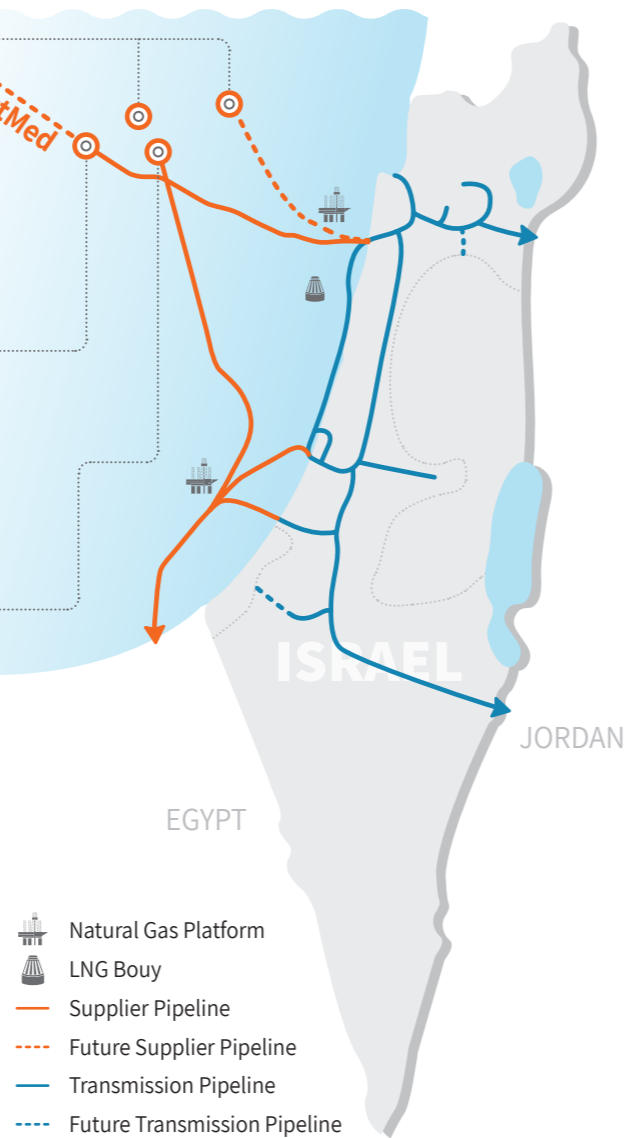 tMed
ISRAEL
JORDAN
EGYPT
Natural Gas Platform
LNG Bouy
Supplier Pipeline
Future Supplier Pipeline
Transmission Pipeline
Future Transmission Pipeline